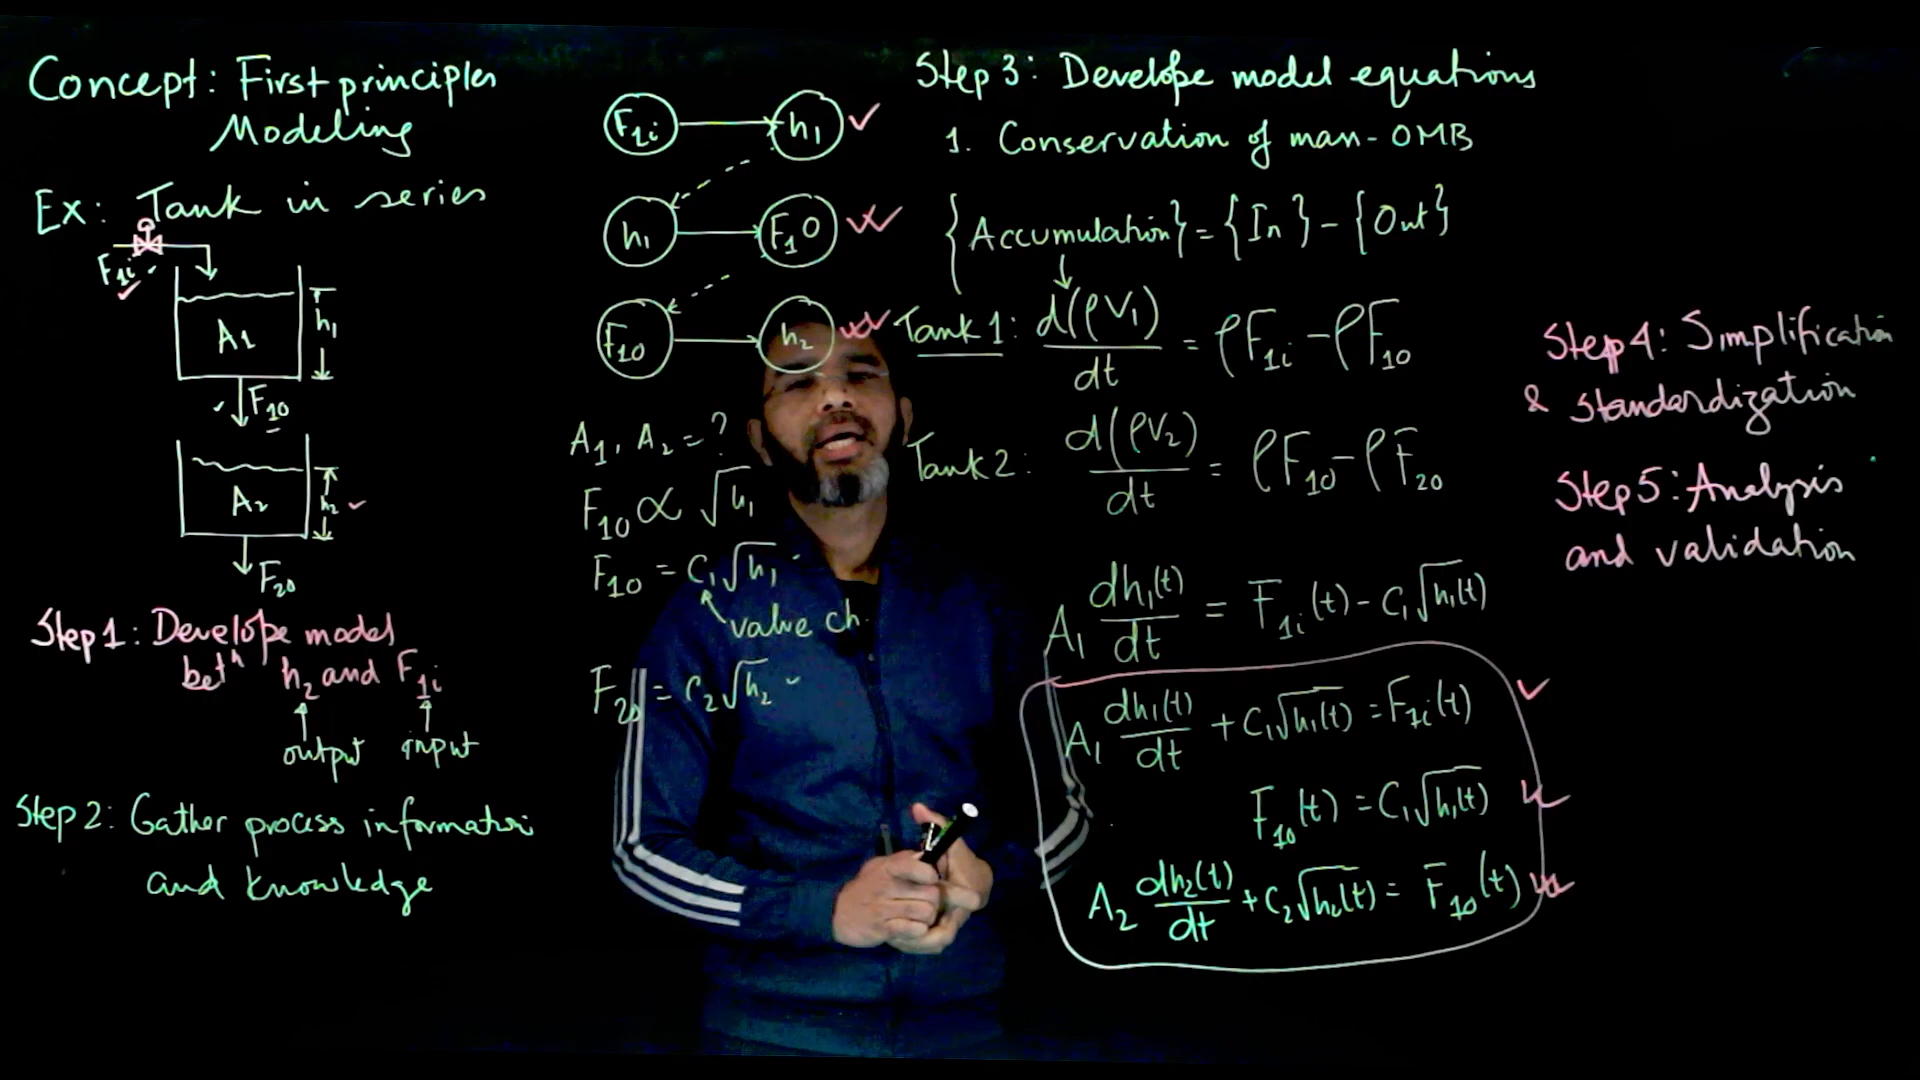 Concept: First principles
Modeling
Ex: Tank in series
F1i
A1
h1
F10
A2
h2
F20
Step 1: Develope model
betⁿ h2 and F1i
output input
Step 2: Gather process information
and knowledge
F1i → h1
h1 → F10
F10 → h2
A1, A2 = ?
F10 ∝ √h1
F10 = C1√h1
valve ch.
F20 = C2√h2
Step 3: Develope model equations
1. Conservation of mass - OMB
{Accumulation} = {In} - {Out}
Tank 1: d(ρV1)/dt = ρF1i - ρF10
Tank 2: d(ρV2)/dt = ρF10 - ρF20
A1 dh1(t)/dt = F1i(t) - C1√h1(t)
A1 dh1(t)/dt + C1√h1(t) = F1i(t)
F10(t) = C1√h1(t)
A2 dh2(t)/dt + C2√h2(t) = F10(t)
Step 4: Simplification
& standardization
Step 5: Analysis
and validation